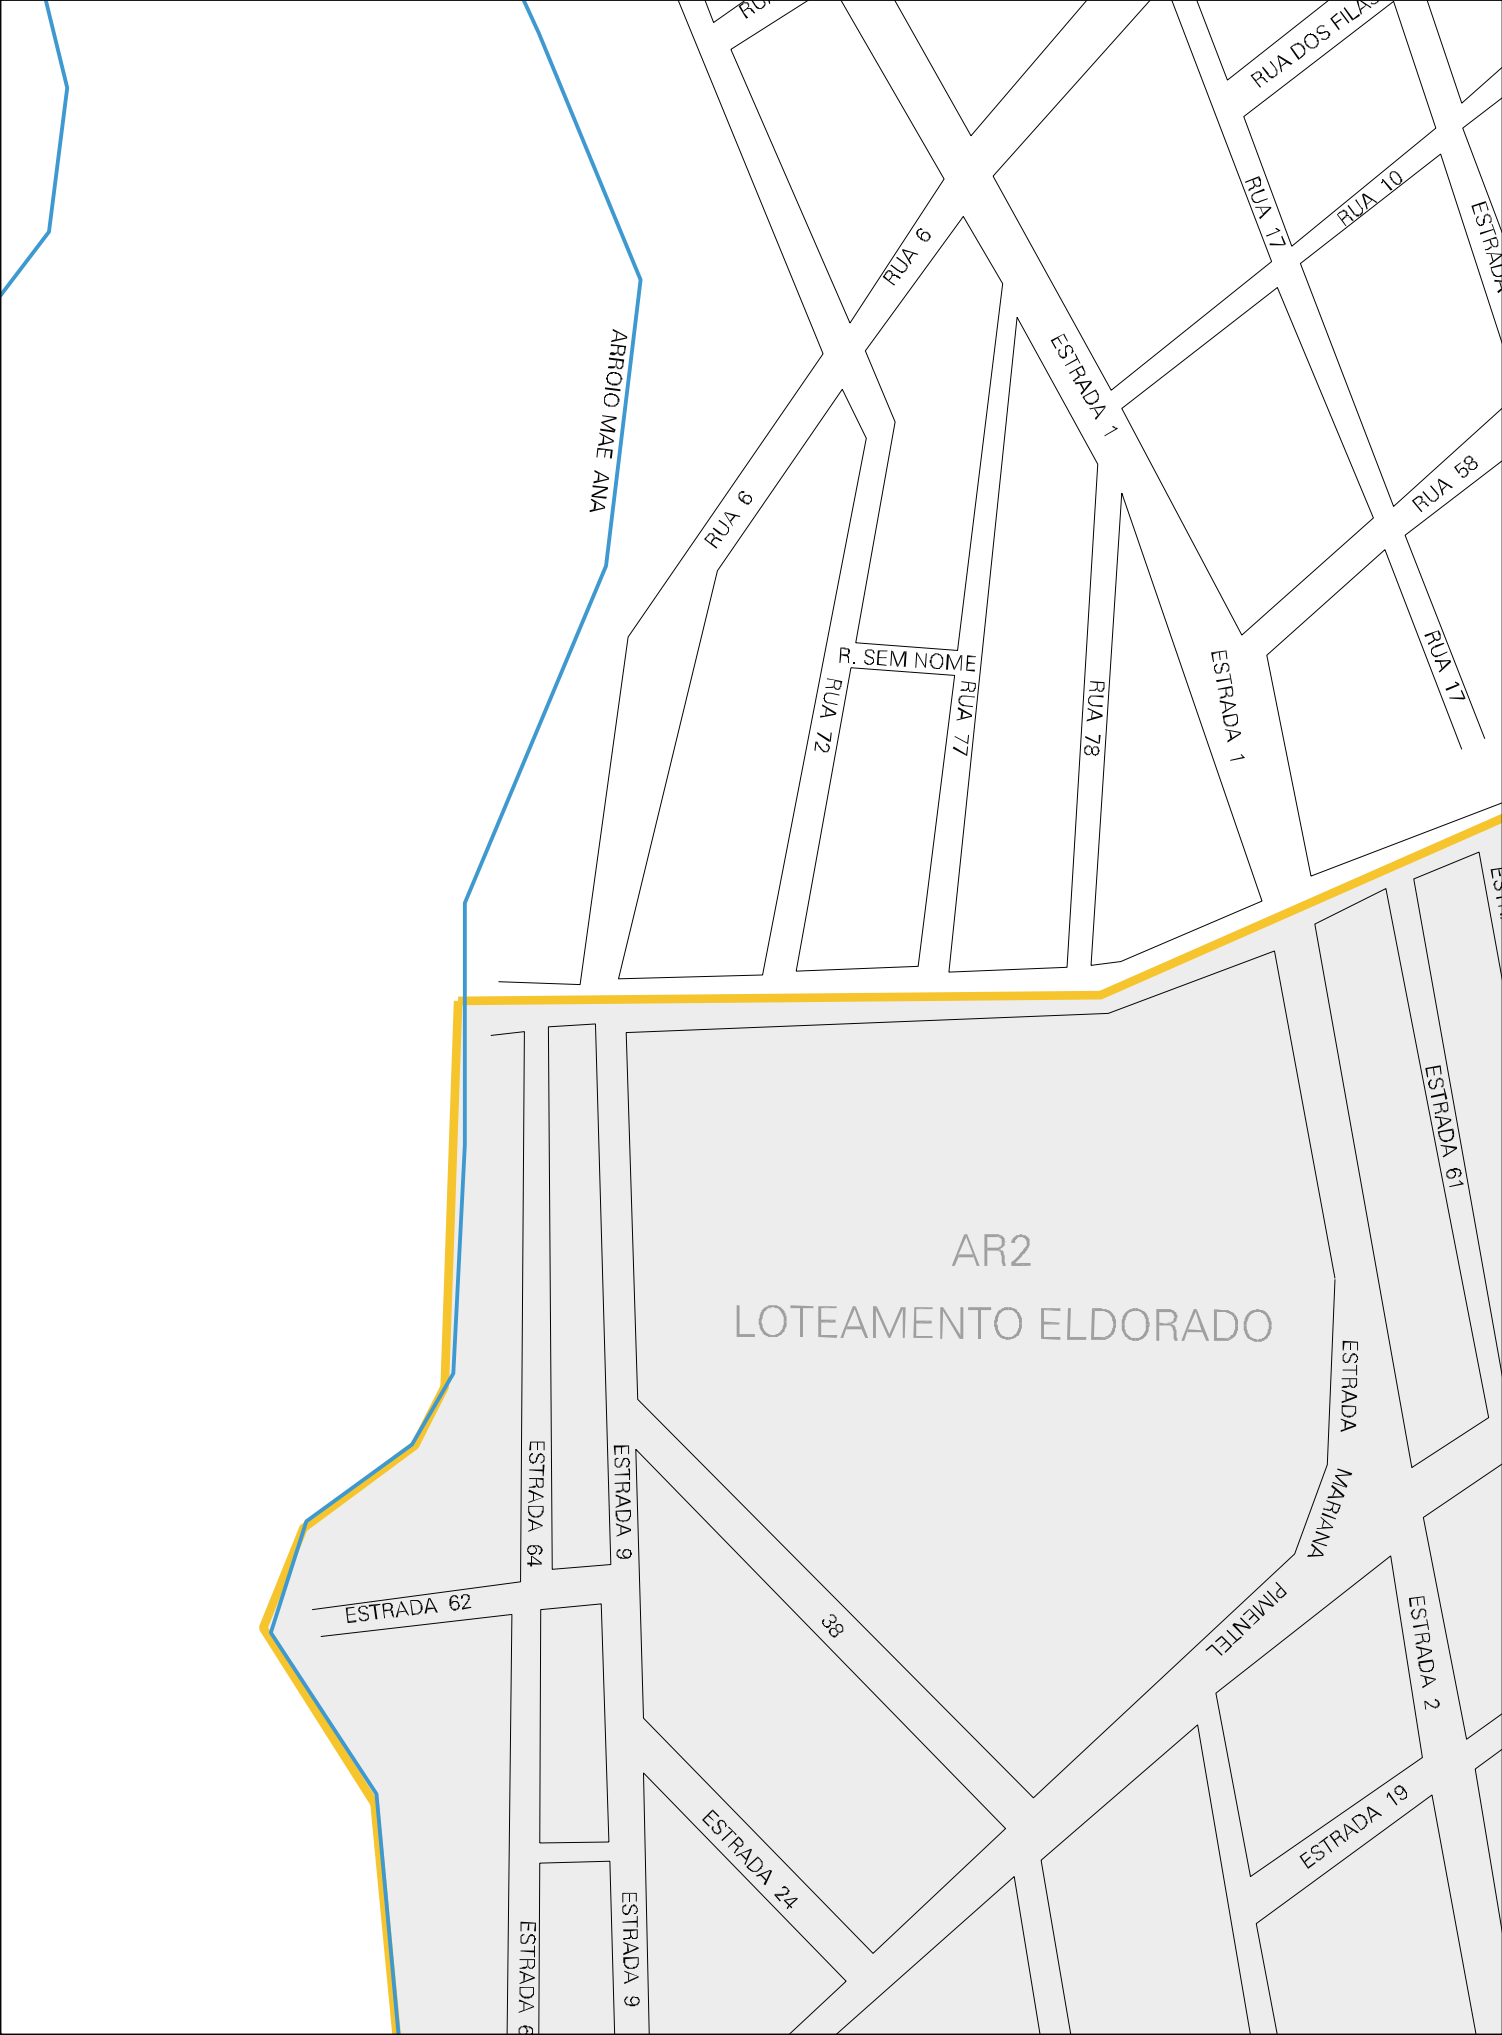 RUA DOS
RUA 10
RUA 17
RUA 6
ESTRADA
ESTRADA 1
ARROIO MAE ANA
RUA 58
RUA 6
R. SEM NOME
RUA 72
RUA 77
RUA 78
ESTRADA 1
RUA 17
ESTRADA 61
AR2
LOTEAMENTO ELDORADO
ESTRADA MARIANA PIMENTEL
ESTRADA 64
ESTRADA 9
ESTRADA 62
38
ESTRADA 2
ESTRADA 19
ESTRADA 24
ESTRADA 9
ESTRADA